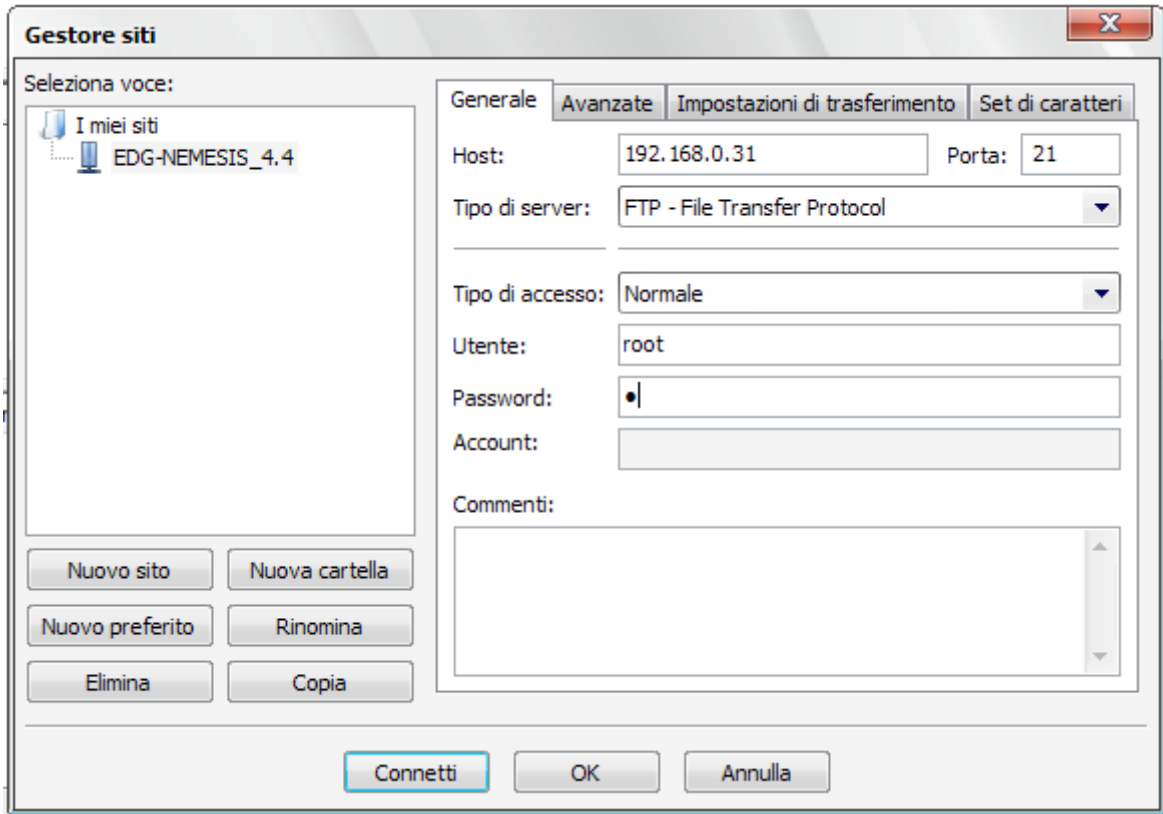 Gestore siti
Seleziona voce:
I miei siti
EDG-NEMESIS_4.4
Nuovo sito
Nuova cartella
Nuovo preferito
Rinomina
Elimina
Copia
Generale Avanzate Impostazioni di trasferimento Set di caratteri
Host: 192.168.0.31 Porta: 21
Tipo di server: FTP - File Transfer Protocol
Tipo di accesso: Normale
Utente: root
Password: ●
Account:
Commenti:
Connetti OK Annulla